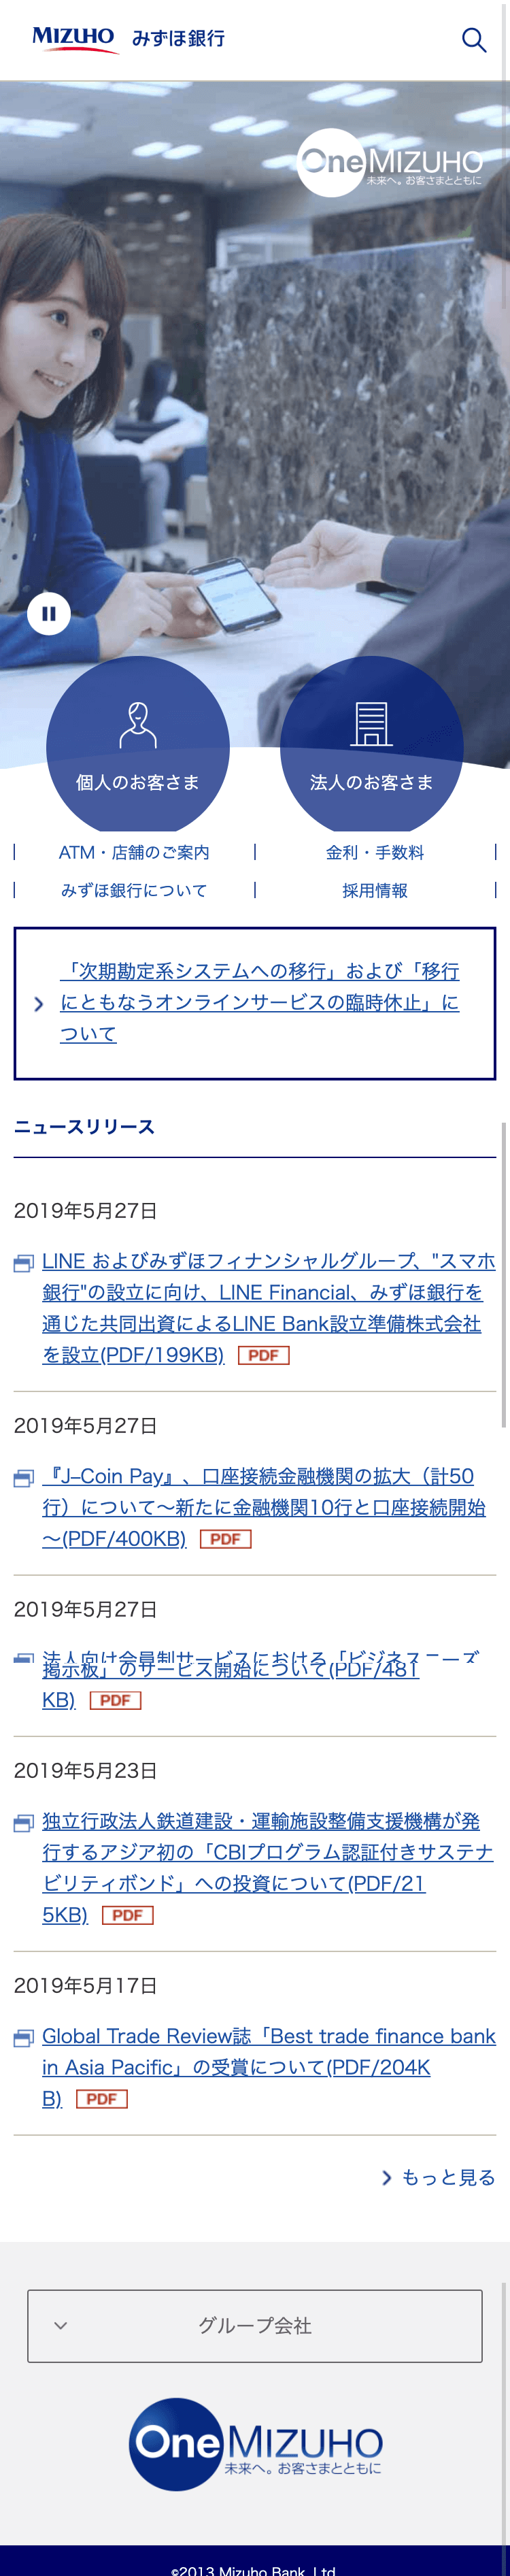 MIZUHO みずほ銀行
One MIZUHO
未来へ。お客さまとともに
個人のお客さま
法人のお客さま
ATM・店舗のご案内
金利・手数料
みずほ銀行について
採用情報
「次期勘定系システムへの移行」および「移行
にともなうオンラインサービスの臨時休止」に
ついて
ニュースリリース
2019年5月27日
LINE およびみずほフィナンシャルグループ、"スマホ
銀行"の設立に向け、LINE Financial、みずほ銀行を
通じた共同出資によるLINE Bank設立準備株式会社
を設立(PDF/199KB) PDF
2019年5月27日
『J–Coin Pay』、口座接続金融機関の拡大（計50
行）について～新たに金融機関10行と口座接続開始
～(PDF/400KB) PDF
2019年5月27日
法人向け会員制サービスにおける「ビジネスニーズ
掲示板」のサービス開始について(PDF/481
KB) PDF
2019年5月23日
独立行政法人鉄道建設・運輸施設整備支援機構が発
行するアジア初の「CBIプログラム認証付きサステナ
ビリティボンド」への投資について(PDF/21
5KB) PDF
2019年5月17日
Global Trade Review誌「Best trade finance bank
in Asia Pacific」の受賞について(PDF/204K
B) PDF
もっと見る
グループ会社
One MIZUHO
未来へ。お客さまとともに
©2013 Mizuho Bank, Ltd.